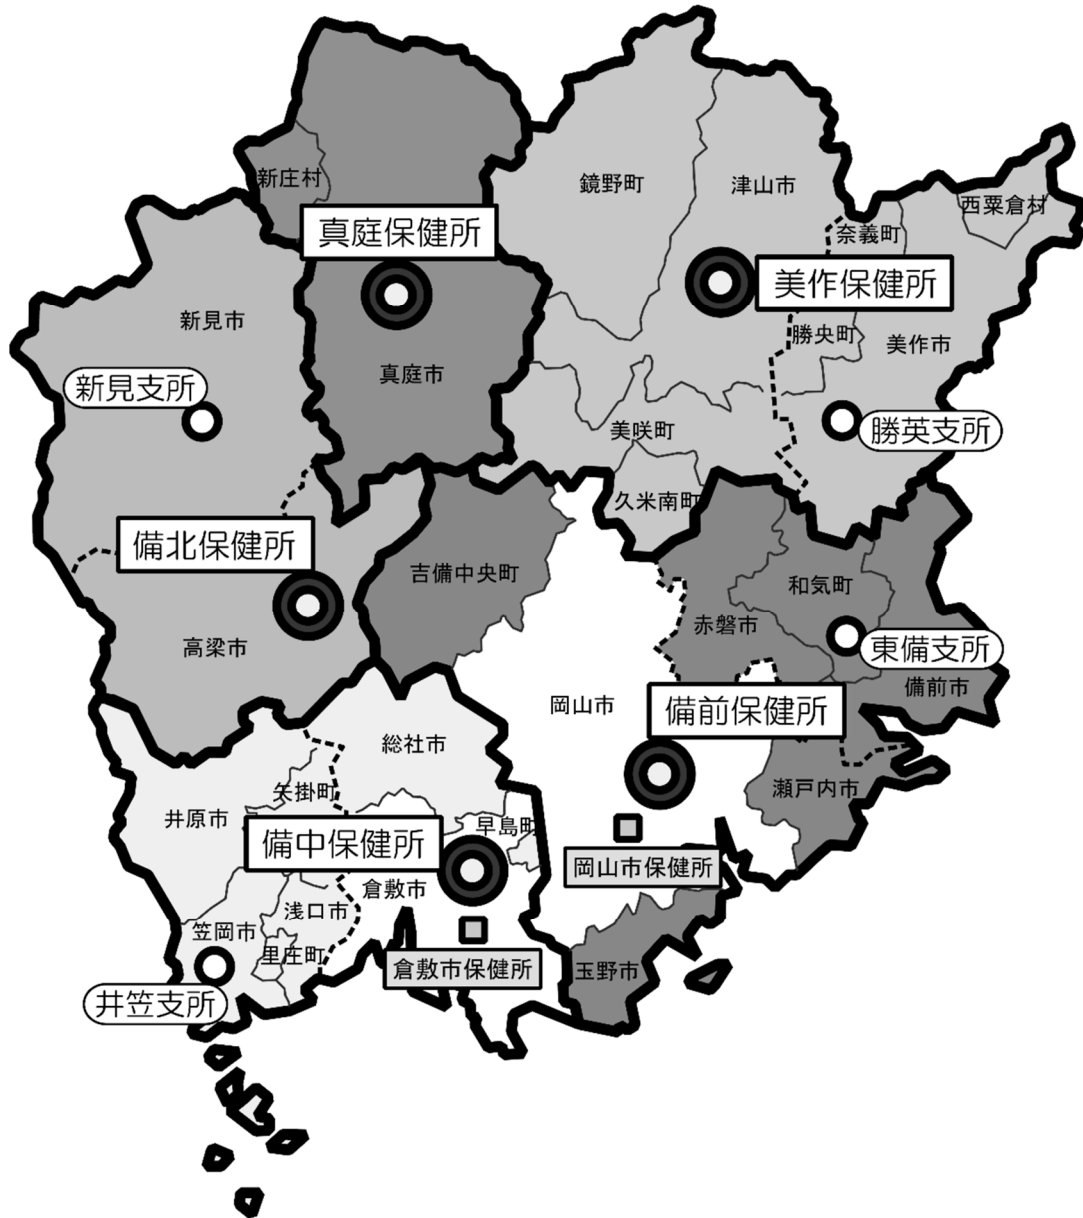 新庄村
鏡野町
津山市
西粟倉村
真庭保健所
奈義町
美作保健所
新見市
勝央町
美作市
真庭市
新見支所
美咲町
勝英支所
久米南町
備北保健所
吉備中央町
和気町
赤磐市
高梁市
東備支所
備前市
岡山市
備前保健所
総社市
矢掛町
瀬戸内市
井原市
早島町
備中保健所
岡山市保健所
倉敷市
浅口市
笠岡市
里庄町
倉敷市保健所
玉野市
井笠支所